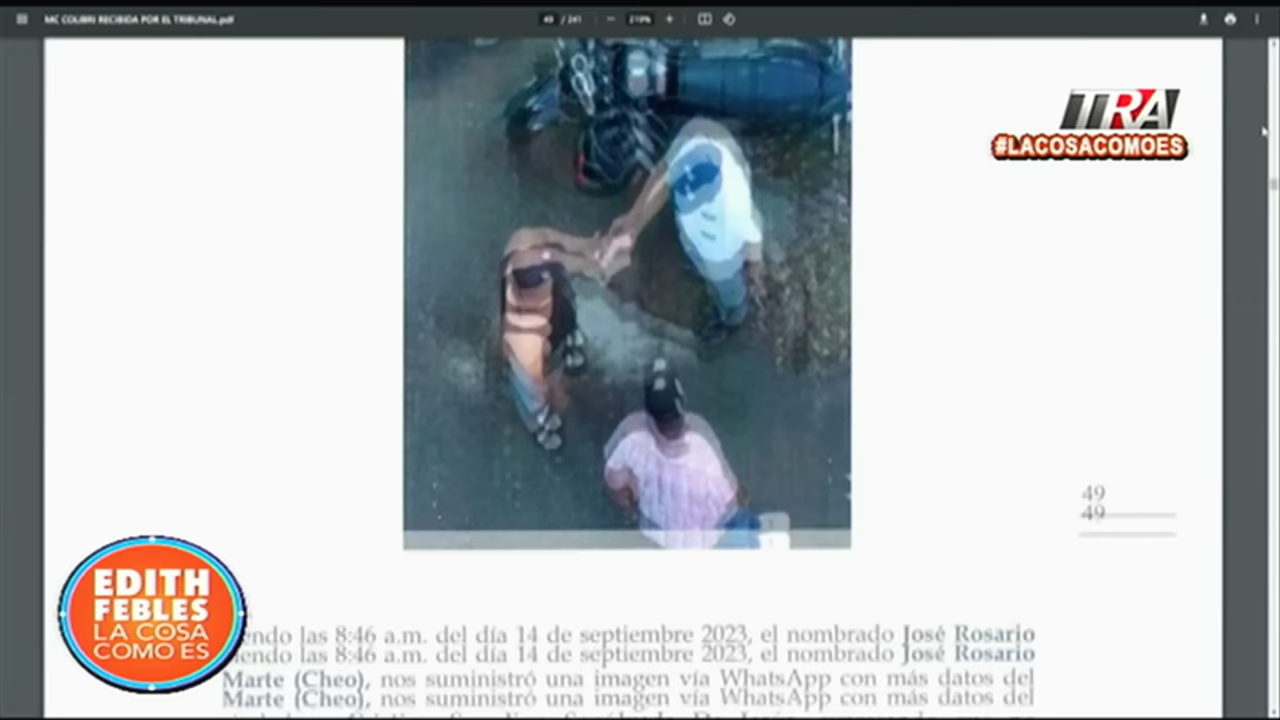 MC COLIBRI RECIBIDA POR EL TRIBUNAL.pdf
49 / 241
219%
TRA
#LACOSACOMOES
49
49
EDITH
FEBLES
LA COSA
COMO ES
iendo las 8:46 a.m. del día 14 de septiembre 2023, el nombrado José Rosario
iendo las 8:46 a.m. del día 14 de septiembre 2023, el nombrado José Rosario
Marte (Cheo), nos suministró una imagen vía WhatsApp con más datos del
Marte (Cheo), nos suministró una imagen vía WhatsApp con más datos del